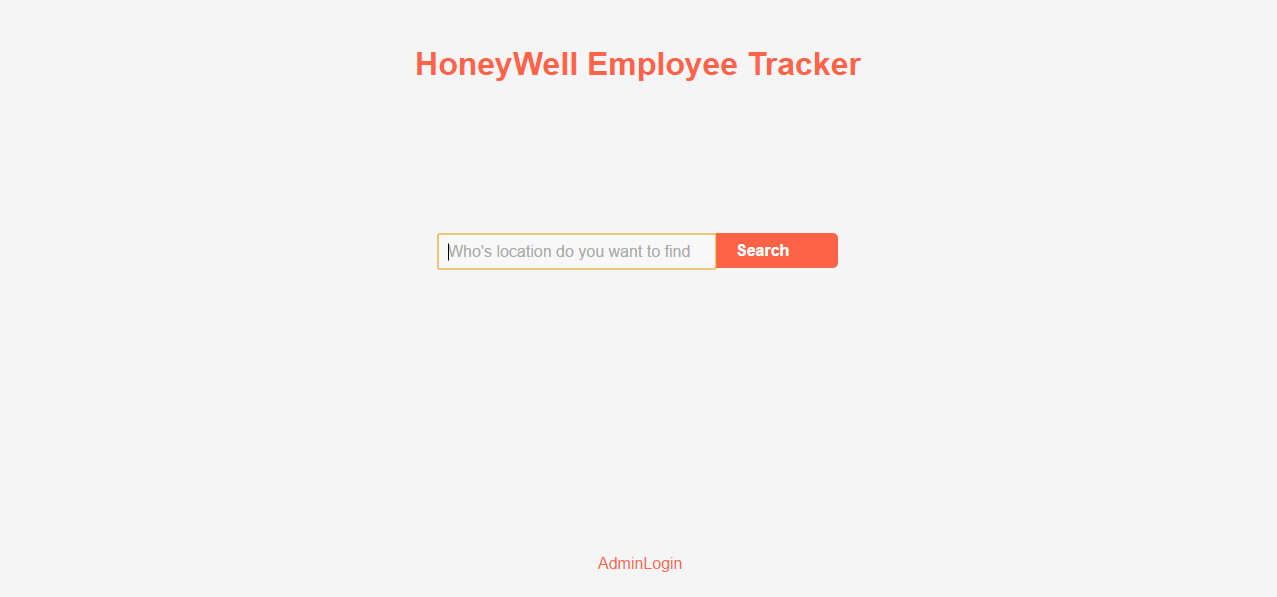 HoneyWell Employee Tracker
Who's location do you want to find
Search
AdminLogin